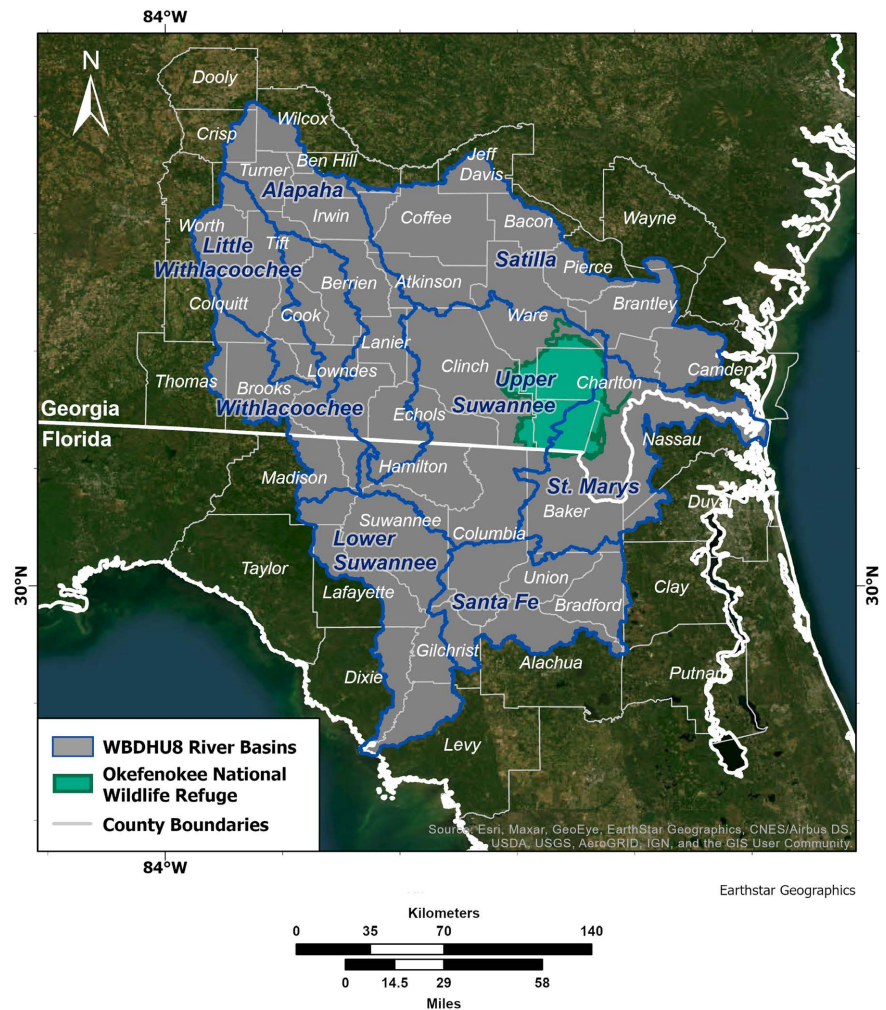 84°W
N
Dooly
Wilcox
Crisp
Ben Hill
Jeff
Davis
Turner
Alapaha
Irwin
Coffee
Bacon
Wayne
Worth
Little
Withlacoochee
Tift
Satilla
Pierce
Berrien
Atkinson
Colquitt
Cook
Ware
Brantley
Lanier
Clinch
Camden
Thomas
Brooks
Lowndes
Upper
Suwannee
Charlton
Withlacoochee
Echols
Georgia
Florida
Nassau
Madison
Hamilton
St. Marys
Baker
Duval
Suwannee
Columbia
Lower
Suwannee
30°N
Taylor
Union
Clay
30°N
Lafayette
Santa Fe
Bradford
Gilchrist
Alachua
Dixie
Putnam
Levy
WBDHU8 River Basins
Okefenokee National
Wildlife Refuge
County Boundaries
Source: Esri, Maxar, GeoEye, EarthStar Geographics, CNES/Airbus DS,
USDA, USGS, AeroGRID, IGN, and the GIS User Community.
84°W
Earthstar Geographics
Kilometers
0 35 70 140
0 14.5 29 58
Miles